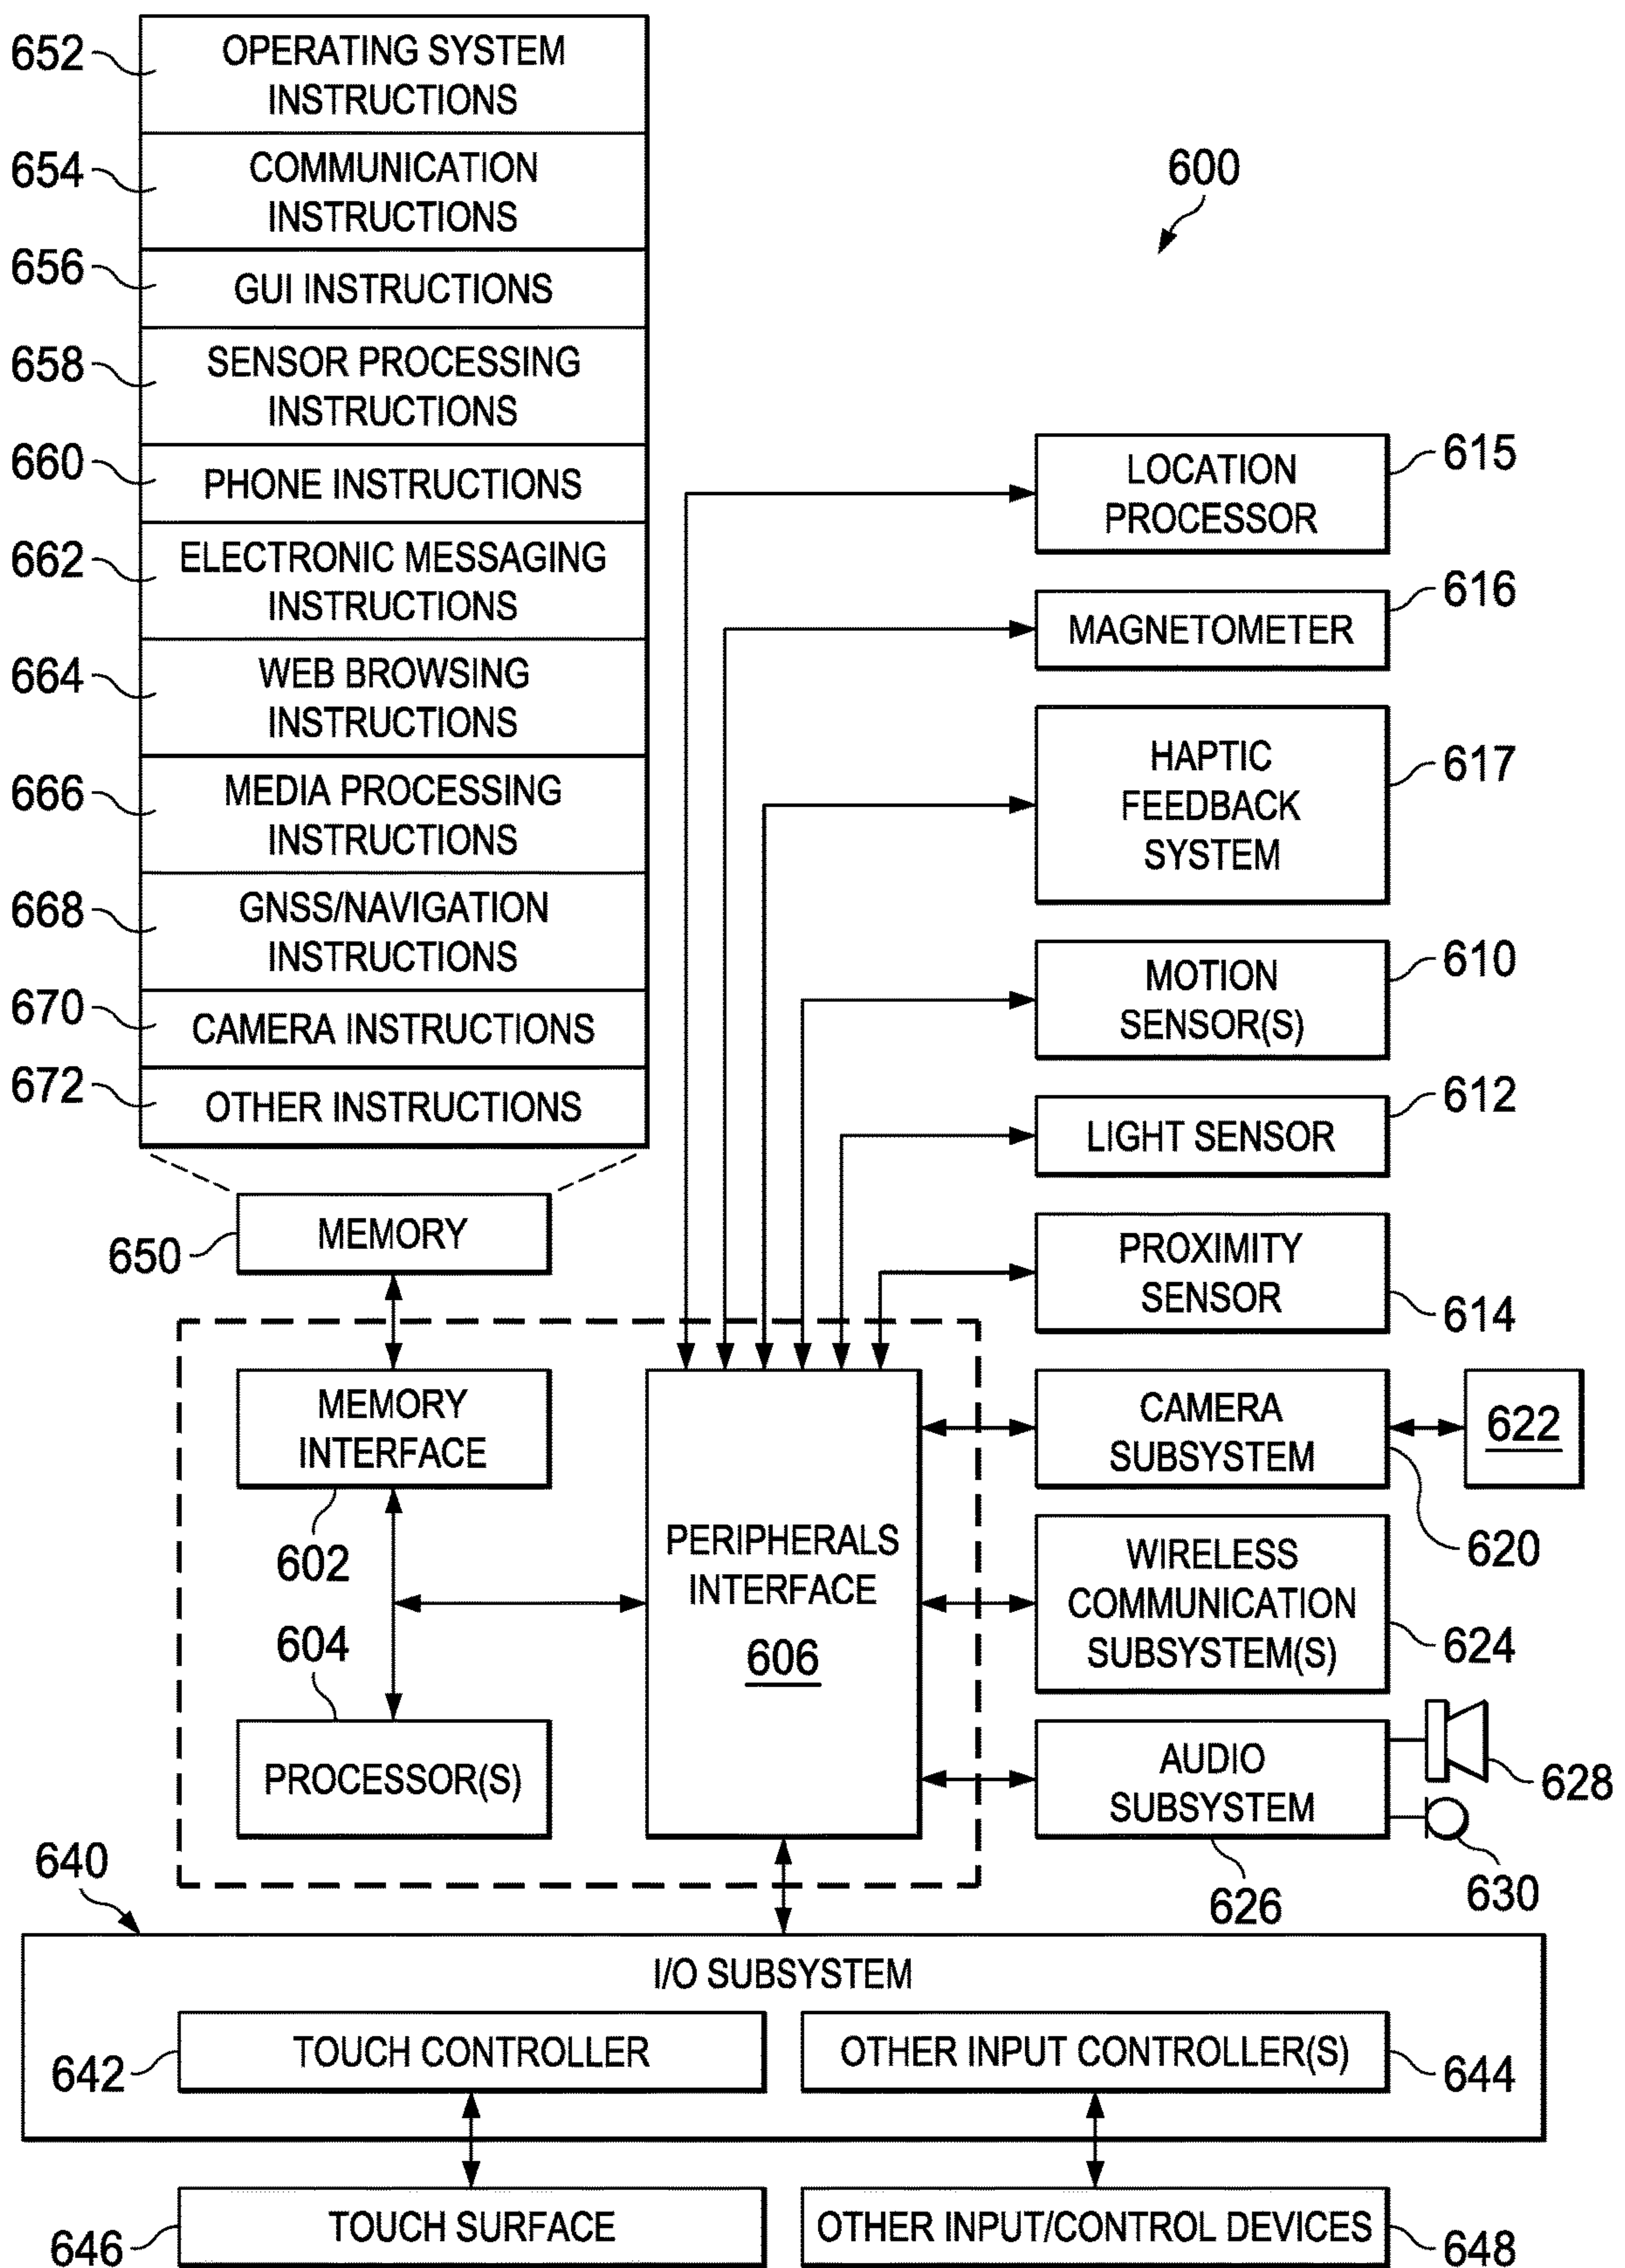 652
OPERATING SYSTEM
INSTRUCTIONS
654
COMMUNICATION
INSTRUCTIONS
656
GUI INSTRUCTIONS
658
SENSOR PROCESSING
INSTRUCTIONS
660
PHONE INSTRUCTIONS
662
ELECTRONIC MESSAGING
INSTRUCTIONS
664
WEB BROWSING
INSTRUCTIONS
666
MEDIA PROCESSING
INSTRUCTIONS
668
GNSS/NAVIGATION
INSTRUCTIONS
670
CAMERA INSTRUCTIONS
672
OTHER INSTRUCTIONS
650
MEMORY
600
LOCATION
PROCESSOR
615
MAGNETOMETER
616
HAPTIC
FEEDBACK
SYSTEM
617
MOTION
SENSOR(S)
610
LIGHT SENSOR
612
PROXIMITY
SENSOR
614
MEMORY
INTERFACE
602
604
PROCESSOR(S)
PERIPHERALS
INTERFACE
606
CAMERA
SUBSYSTEM
622
620
WIRELESS
COMMUNICATION
SUBSYSTEM(S)
624
AUDIO
SUBSYSTEM
628
630
626
640
I/O SUBSYSTEM
642
TOUCH CONTROLLER
OTHER INPUT CONTROLLER(S)
644
646
TOUCH SURFACE
OTHER INPUT/CONTROL DEVICES
648